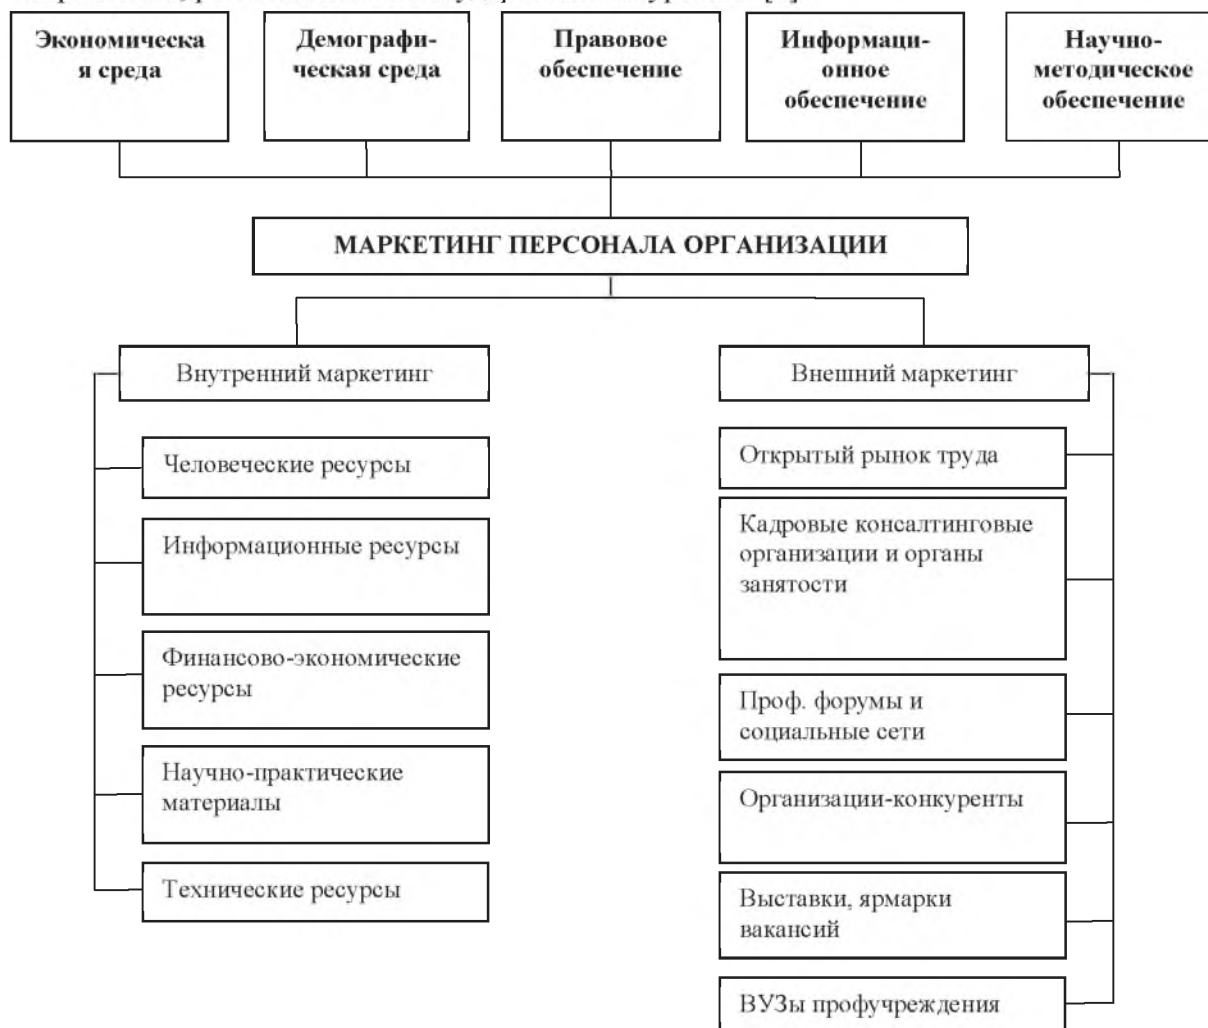 Экономическа
я среда
Демографи-
ческая среда
Правовое
обеспечение
Информаци-
онное
обеспечение
Научно-
методическое
обеспечение
МАРКЕТИНГ ПЕРСОНАЛА ОРГАНИЗАЦИИ
Внутренний маркетинг
Человеческие ресурсы
Информационные ресурсы
Финансово-экономические
ресурсы
Научно-практические
материалы
Технические ресурсы
Внешний маркетинг
Открытый рынок труда
Кадровые консалтинговые
организации и органы
занятости
Проф. форумы и
социальные сети
Организации-конкуренты
Выставки, ярмарки
вакансий
ВУЗы профучреждения